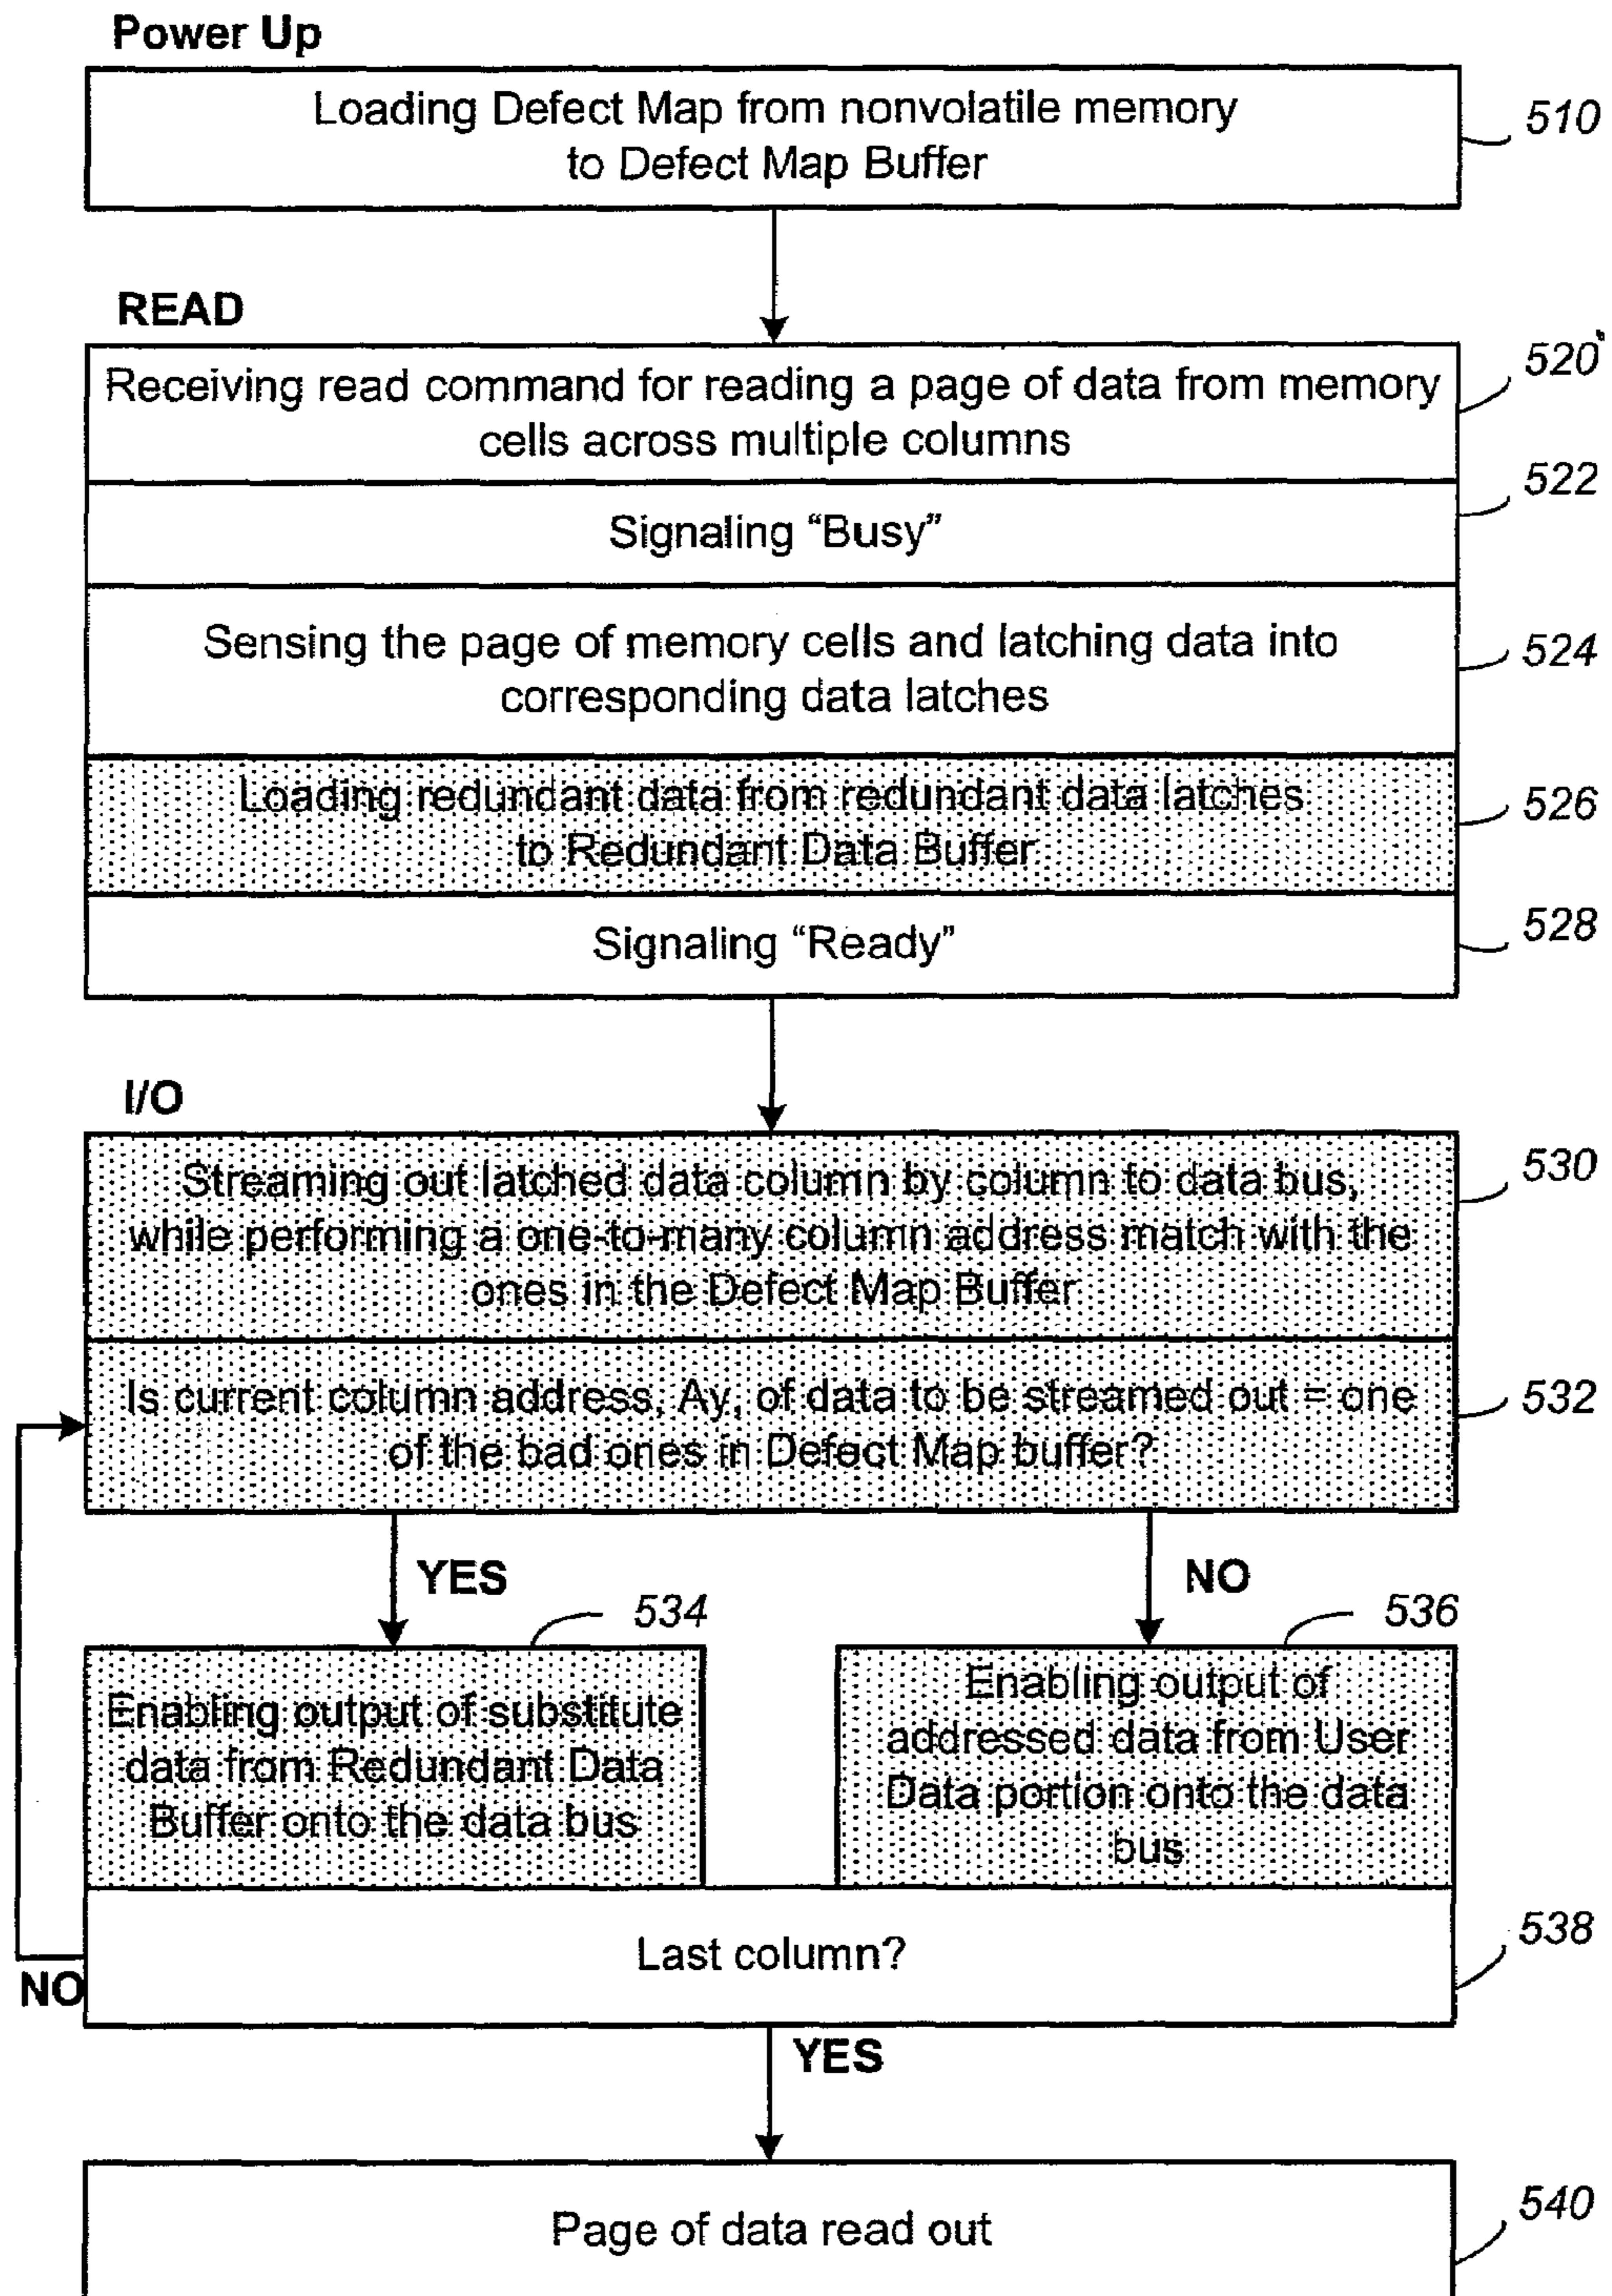 Power Up
Loading Defect Map from nonvolatile memory
to Defect Map Buffer
510
READ
Receiving read command for reading a page of data from memory
cells across multiple columns
520
Signaling “Busy”
522
Sensing the page of memory cells and latching data into
corresponding data latches
524
Loading redundant data from redundant data latches
to Redundant Data Buffer
526
Signaling “Ready”
528
I/O
Streaming out latched data column by column to data bus,
while performing a one-to-many column address match with the
ones in the Defect Map Buffer
530
Is current column address, Ay, of data to be streamed out = one
of the bad ones in Defect Map buffer?
532
YES
NO
534
536
Enabling output of substitute
data from Redundant Data
Buffer onto the data bus
Enabling output of
addressed data from User
Data portion onto the data
bus
Last column?
538
NO
YES
Page of data read out
540